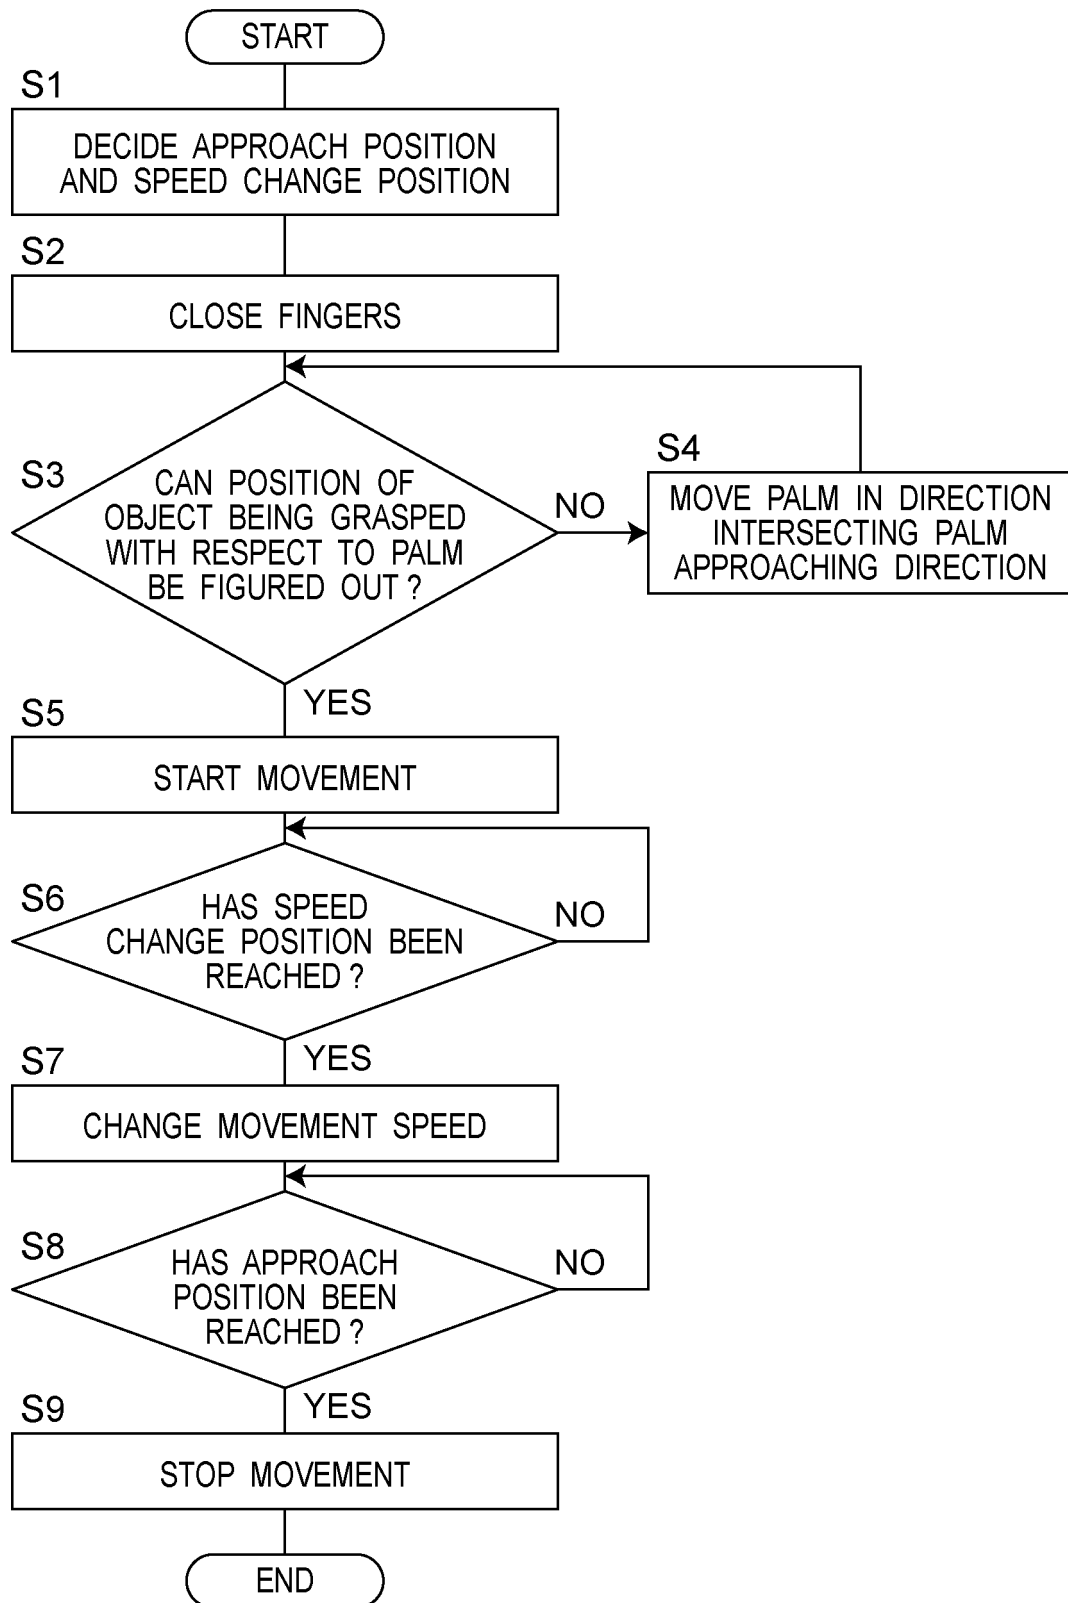 START
S1
DECIDE APPROACH POSITION
AND SPEED CHANGE POSITION
S2
CLOSE FINGERS
S3
CAN POSITION OF
OBJECT BEING GRASPED
WITH RESPECT TO PALM
BE FIGURED OUT ?
NO
S4
MOVE PALM IN DIRECTION
INTERSECTING PALM
APPROACHING DIRECTION
YES
S5
START MOVEMENT
S6
HAS SPEED
CHANGE POSITION BEEN
REACHED ?
NO
YES
S7
CHANGE MOVEMENT SPEED
S8
HAS APPROACH
POSITION BEEN
REACHED ?
NO
YES
S9
STOP MOVEMENT
END